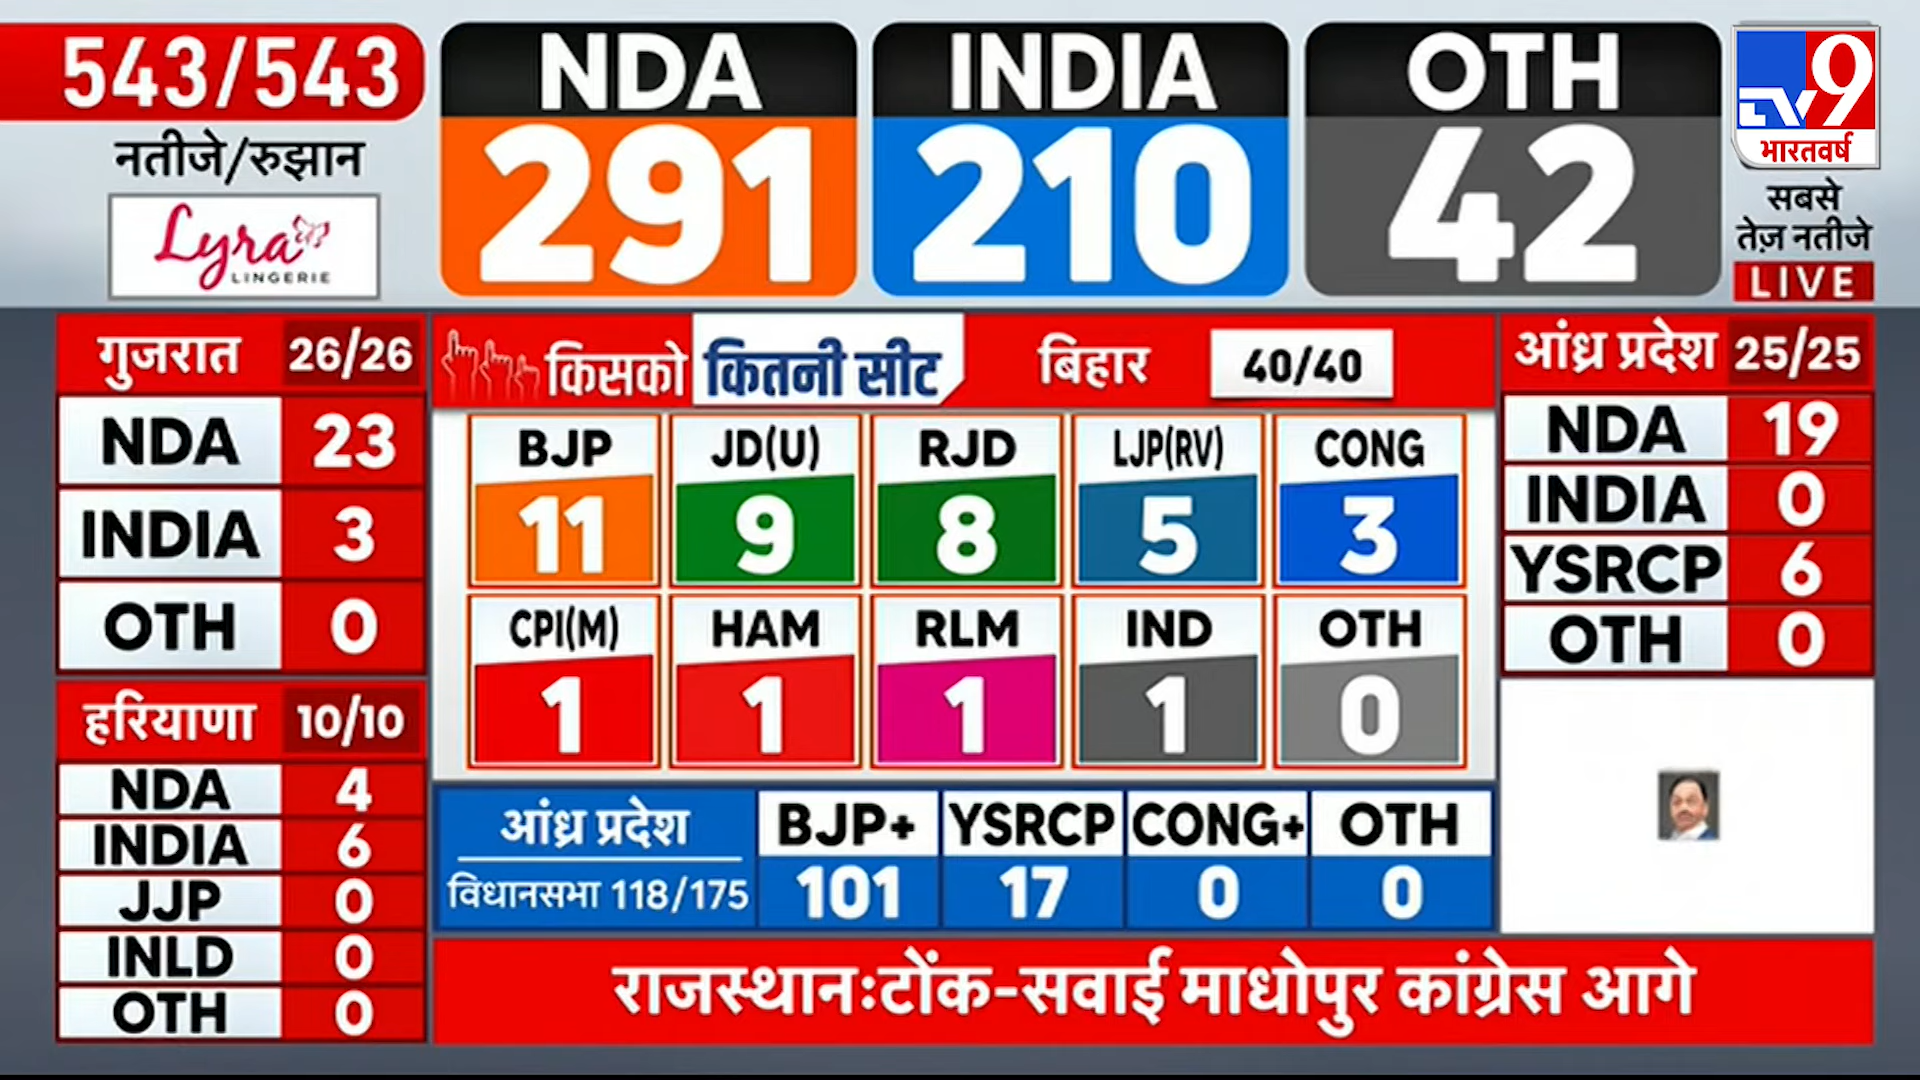 543/543
नतीजे/रुझान
Lyra
LINGERIE
NDA
291
INDIA
210
OTH
42
TV9
भारतवर्ष
सबसे
तेज़ नतीजे
LIVE
गुजरात 26/26
NDA 23
INDIA 3
OTH 0
हरियाणा 10/10
NDA 4
INDIA 6
JJP 0
INLD 0
OTH 0
किसको कितनी सीट बिहार 40/40
BJP JD(U) RJD LJP(RV) CONG
11 9 8 5 3
CPI(M) HAM RLM IND OTH
1 1 1 1 0
आंध्र प्रदेश BJP+ YSRCP CONG+ OTH
विधानसभा 118/175 101 17 0 0
आंध्र प्रदेश 25/25
NDA 19
INDIA 0
YSRCP 6
OTH 0
राजस्थानःटोंक-सवाई माधोपुर कांग्रेस आगे